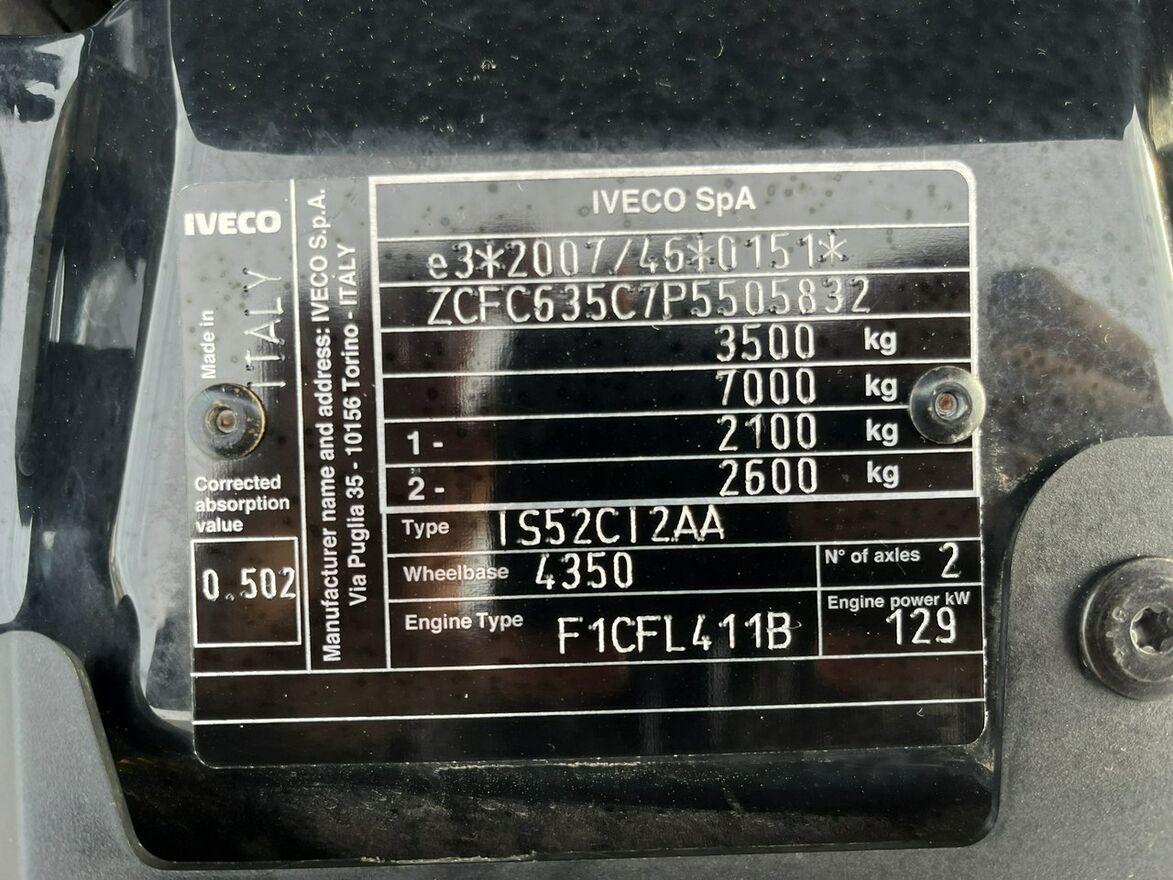 IVECO
Made in
ITALY
Corrected
absorption
value
0.502
Manufacturer name and address: IVECO S.p.A.
Via Puglia 35 - 10156 Torino - ITALY
IVECO SpA
e3*2007/46*0151*
ZCFC635C7P5505832
3500 kg
7000 kg
1 - 2100 kg
2 - 2600 kg
Type IS52CI2AA
Wheelbase 4350
N° of axles 2
Engine Type F1CFL411B
Engine power kW
129